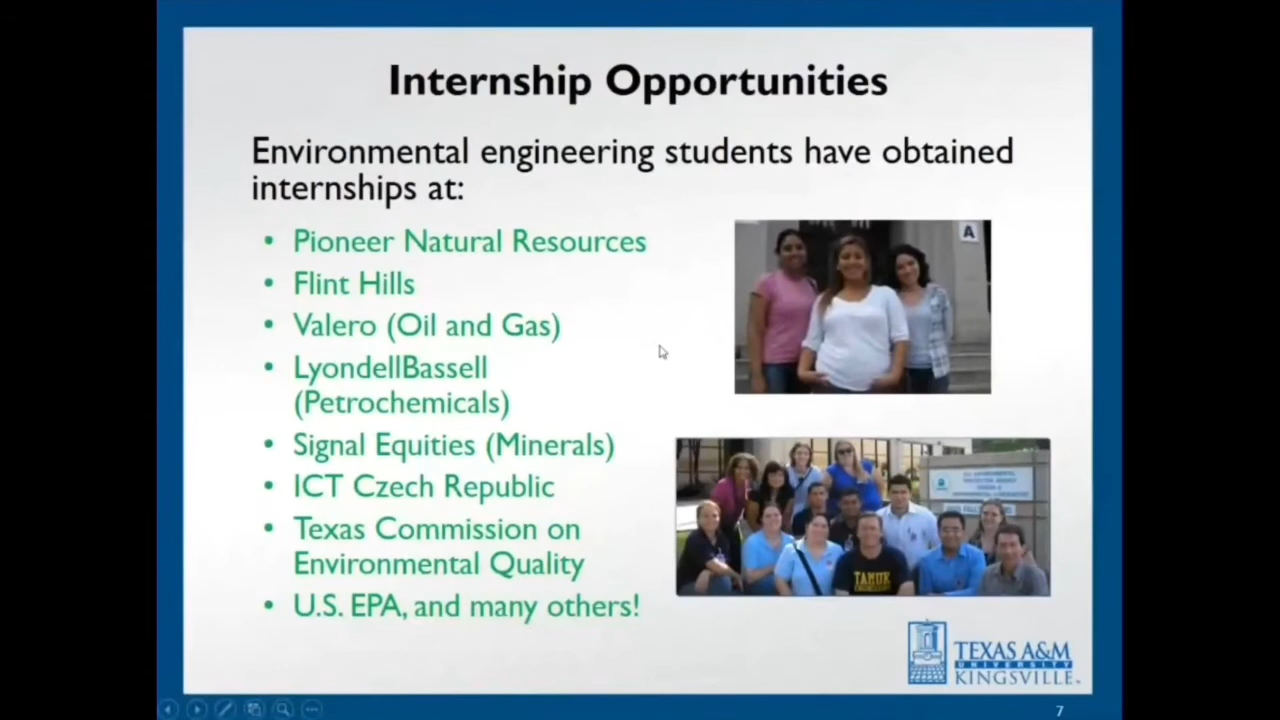 Internship Opportunities
Environmental engineering students have obtained
internships at:
• Pioneer Natural Resources
• Flint Hills
• Valero (Oil and Gas)
• LyondellBassell
(Petrochemicals)
• Signal Equities (Minerals)
• ICT Czech Republic
• Texas Commission on
Environmental Quality
• U.S. EPA, and many others!
A
TAMUK
TEXAS A&M
UNIVERSITY
KINGSVILLE
7